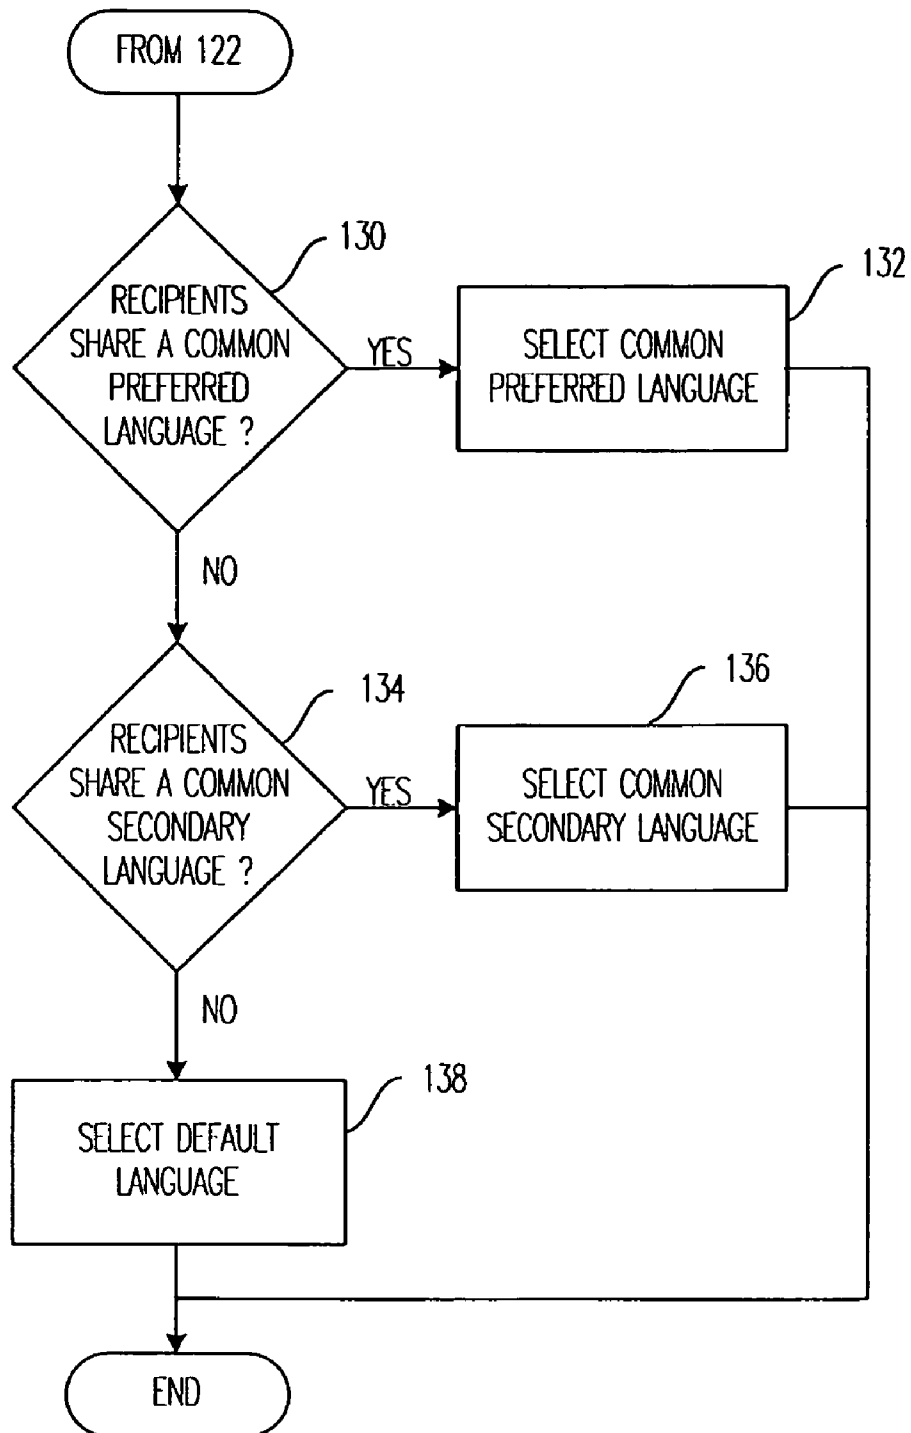 FROM 122
130
RECIPIENTS
SHARE A COMMON
PREFERRED
LANGUAGE ?
YES
132
SELECT COMMON
PREFERRED LANGUAGE
NO
134
RECIPIENTS
SHARE A COMMON
SECONDARY
LANGUAGE ?
YES
136
SELECT COMMON
SECONDARY LANGUAGE
NO
138
SELECT DEFAULT
LANGUAGE
END